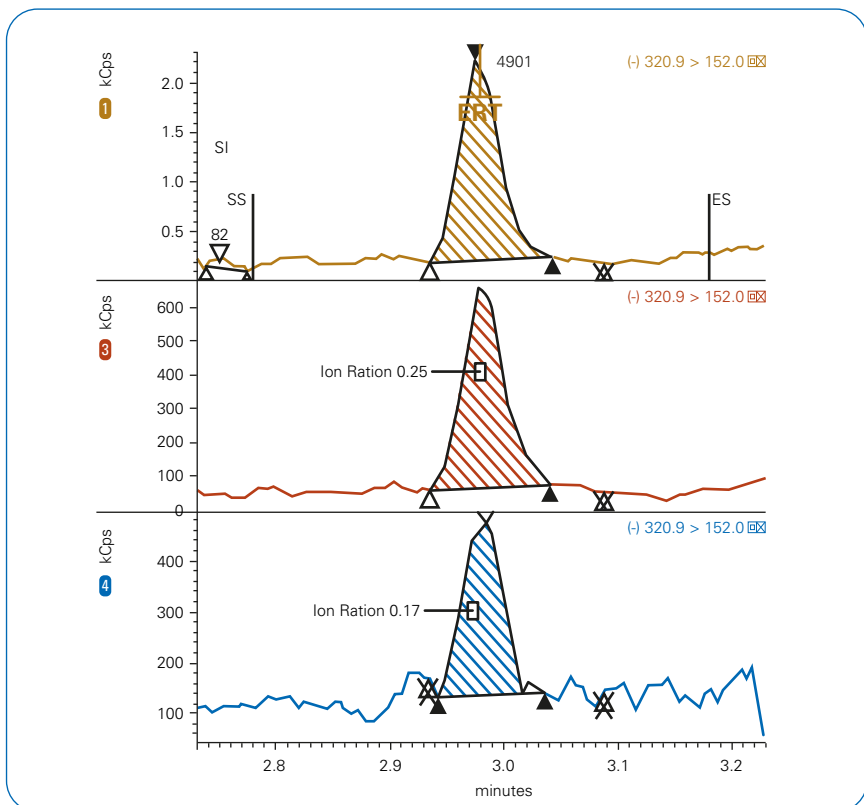 kCps
1
2.0
1.5
1.0
0.5
SI
SS
82
4901
ERT
ES
(-) 320.9 > 152.0
kCps
3
600
500
400
300
200
100
0
Ion Ration 0.25
(-) 320.9 > 152.0
kCps
4
400
300
200
100
Ion Ration 0.17
(-) 320.9 > 152.0
2.8 2.9 3.0 3.1 3.2
minutes